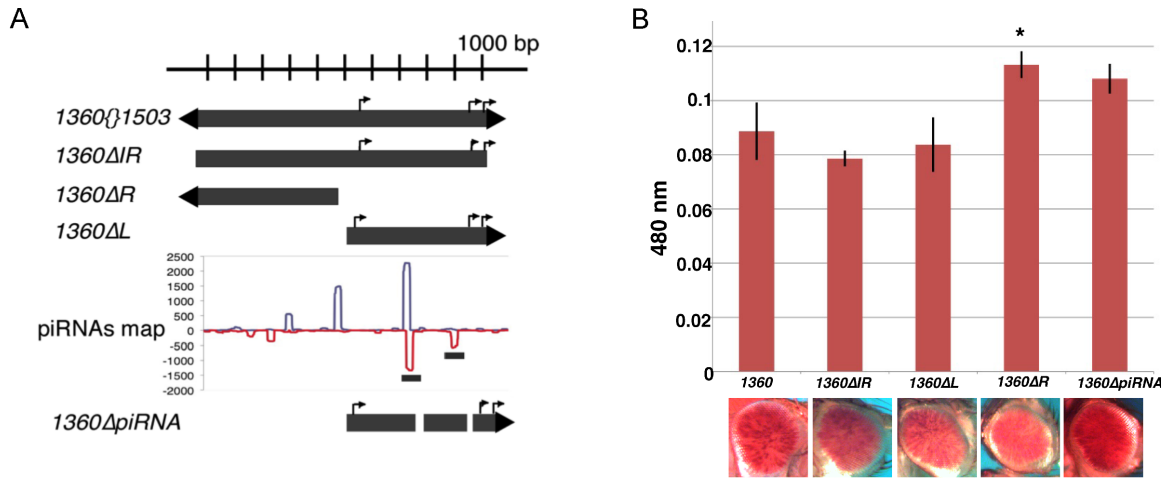 A
1000 bp
1360{}1503
1360ΔIR
1360ΔR
1360ΔL
2500
2000
1500
1000
500
0
-500
-1000
-1500
-2000
piRNAs map
1360ΔpiRNA
B
*
0.12
0.1
0.08
0.06
0.04
0.02
0
480 nm
1360 1360ΔIR 1360ΔL 1360ΔR 1360ΔpiRNA